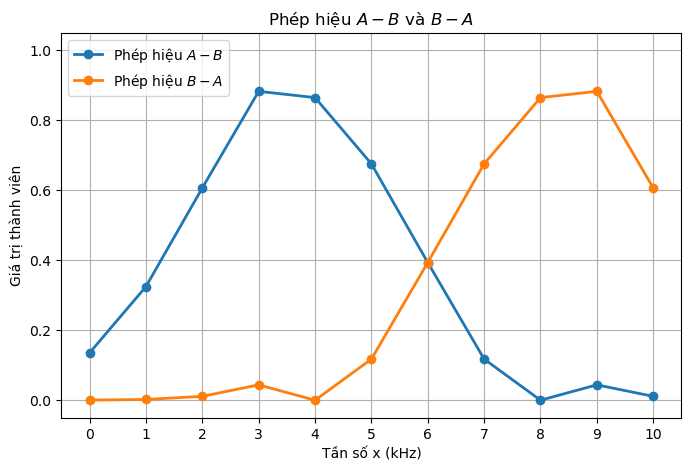 Phép hiệu A − B và B − A
Phép hiệu A − B
Phép hiệu B − A
Giá trị thành viên
1.0
0.8
0.6
0.4
0.2
0.0
0 1 2 3 4 5 6 7 8 9 10
Tần số x (kHz)